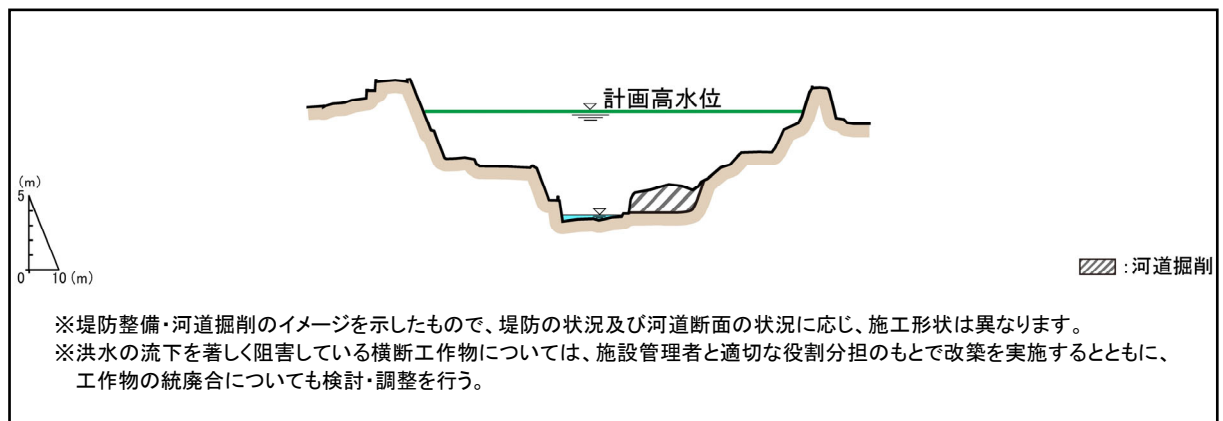 計画高水位
(m)
5
0 10 (m)
:河道掘削
※堤防整備・河道掘削のイメージを示したもので、堤防の状況及び河道断面の状況に応じ、施工形状は異なります。
※洪水の流下を著しく阻害している横断工作物については、施設管理者と適切な役割分担のもとで改築を実施するとともに、
工作物の統廃合についても検討・調整を行う。